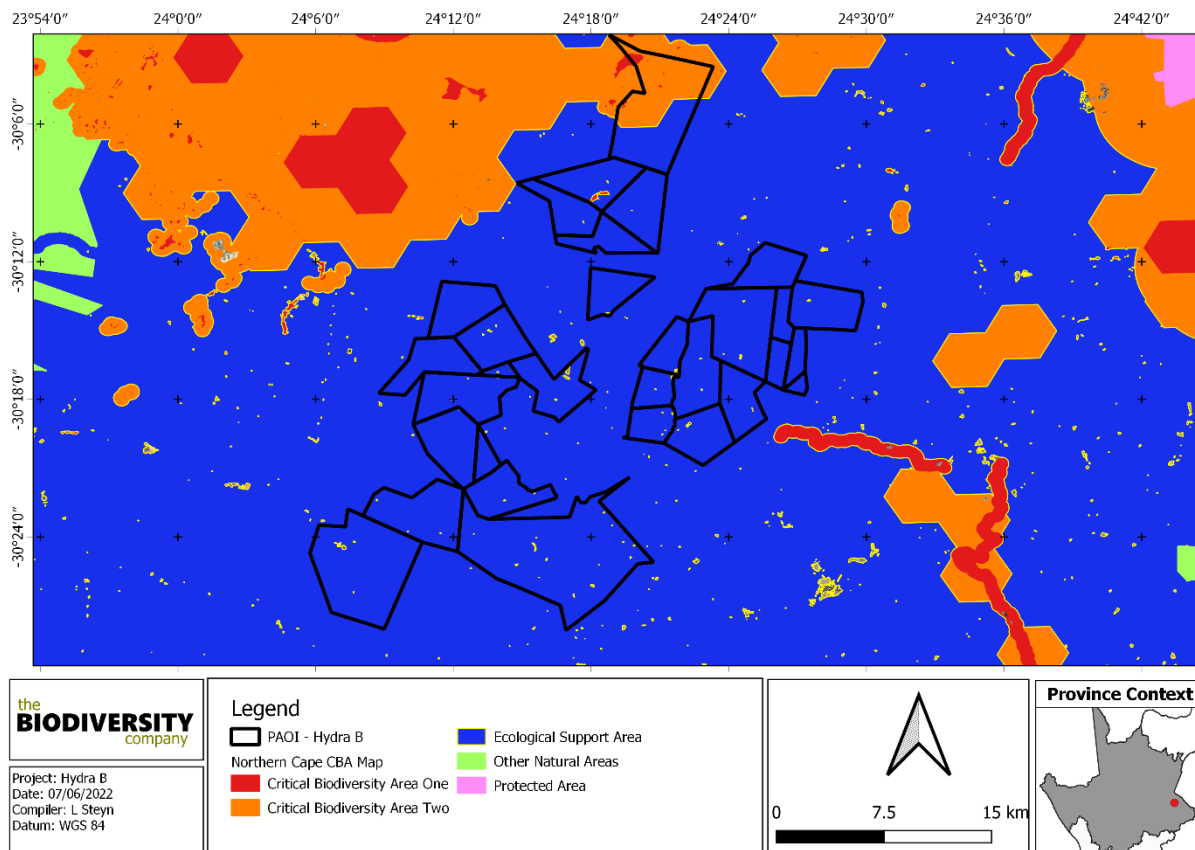 23°54′0″ 24°0′0″ 24°6′0″ 24°12′0″ 24°18′0″ 24°24′0″ 24°30′0″ 24°36′0″ 24°42′0″
-30°6′0″
-30°12′0″
-30°18′0″
-30°24′0″
the
BIODIVERSITY
company
Project: Hydra B
Date: 07/06/2022
Compiler: L Steyn
Datum: WGS 84
Legend
PAOI - Hydra B
Northern Cape CBA Map
Critical Biodiversity Area One
Critical Biodiversity Area Two
Ecological Support Area
Other Natural Areas
Protected Area
0 7.5 15 km
Province Context